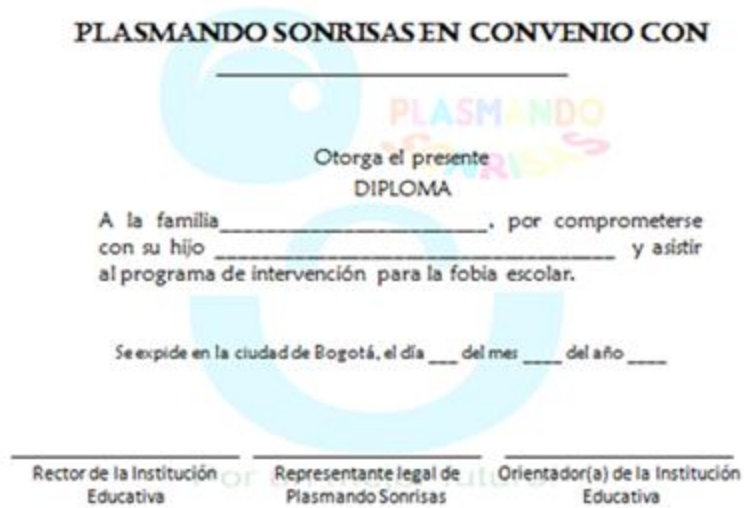 PLASMANDO SONRISAS EN CONVENIO CON
______________________________
PLASMANDO
SONRISAS
Otorga el presente
DIPLOMA
A la familia__________________________, por comprometerse
con su hijo ___________________________________ y asistir
al programa de intervención para la fobia escolar.
Se expide en la ciudad de Bogotá, el día ___ del mes ____ del año ____
Rector de la Institución Representante legal de Orientador(a) de la Institución
Educativa Plasmando Sonrisas Educativa